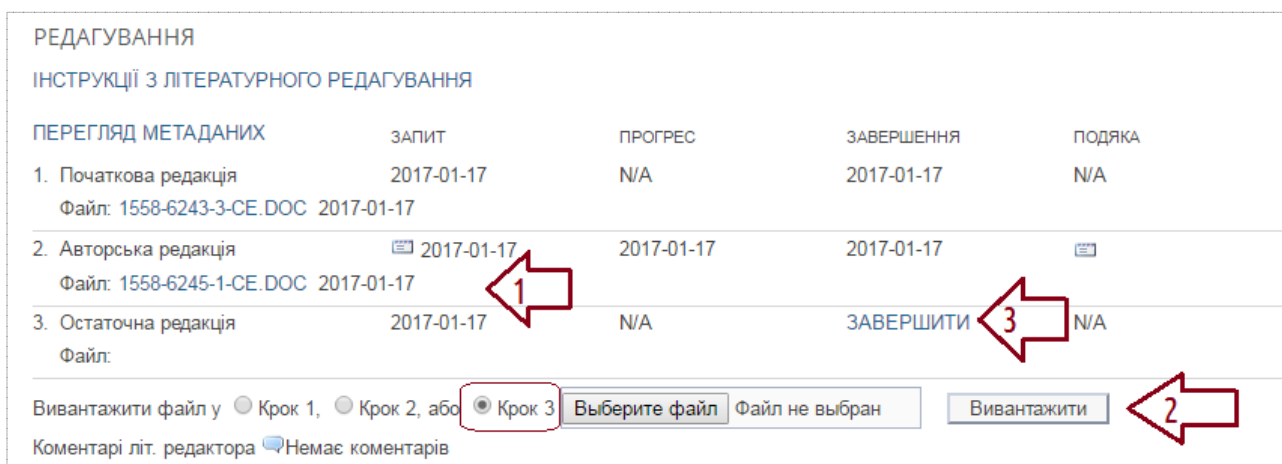 РЕДАГУВАННЯ
ІНСТРУКЦІЇ З ЛІТЕРАТУРНОГО РЕДАГУВАННЯ
ПЕРЕГЛЯД МЕТАДАНИХ ЗАПИТ ПРОГРЕС ЗАВЕРШЕННЯ ПОДЯКА
1. Початкова редакція 2017-01-17 N/A 2017-01-17 N/A
Файл: 1558-6243-3-CE.DOC 2017-01-17
2. Авторська редакція 2017-01-17 2017-01-17 2017-01-17
Файл: 1558-6245-1-CE.DOC 2017-01-17 1
3. Остаточна редакція 2017-01-17 N/A ЗАВЕРШИТИ 3 N/A
Файл:
Вивантажити файл у Крок 1, Крок 2, або Крок 3 Выберите файл Файл не выбран Вивантажити 2
Коментарі літ. редактора Немає коментарів